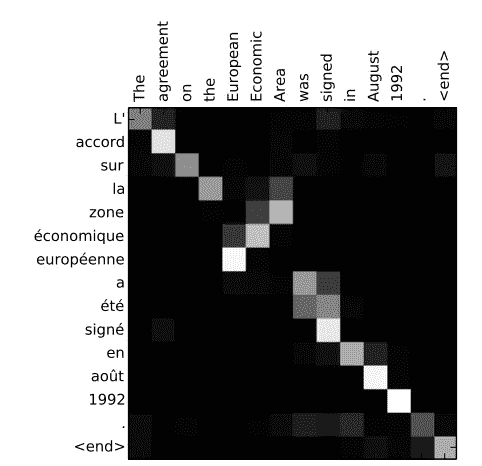 The agreement on the European Economic Area was signed in August 1992 . <end>
L'
accord
sur
la
zone
économique
européenne
a
été
signé
en
août
1992
.
<end>